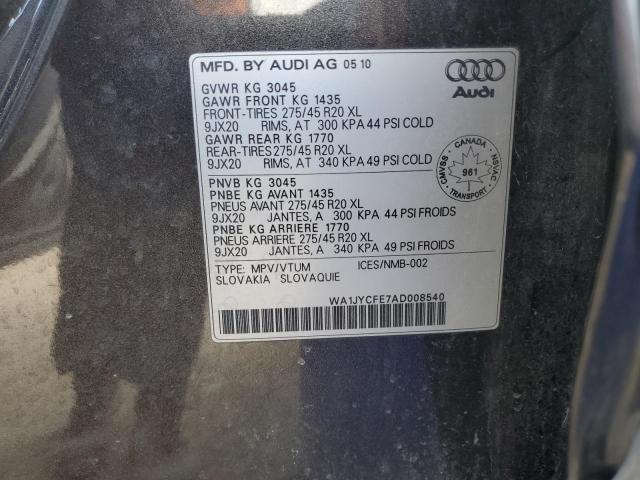 MFD. BY AUDI AG 05 10
Audi
GVWR KG 3045
GAWR FRONT KG 1435
FRONT-TIRES 275/45 R20 XL
9JX20 RIMS, AT 300 KPA 44 PSI COLD
GAWR REAR KG 1770
REAR-TIRES 275/45 R20 XL
9JX20 RIMS, AT 340 KPA 49 PSI COLD
CMVSS CANADA NSVAC
961
TRANSPORT
PNVB KG 3045
PNBE KG AVANT 1435
PNEUS AVANT 275/45 R20 XL
9JX20 JANTES, A 300 KPA 44 PSI FROIDS
PNBE KG ARRIERE 1770
PNEUS ARRIERE 275/45 R20 XL
9JX20 JANTES, A 340 KPA 49 PSI FROIDS
TYPE: MPV/VTUM ICES/NMB-002
SLOVAKIA SLOVAQUIE
WA1JYCFE7AD008540